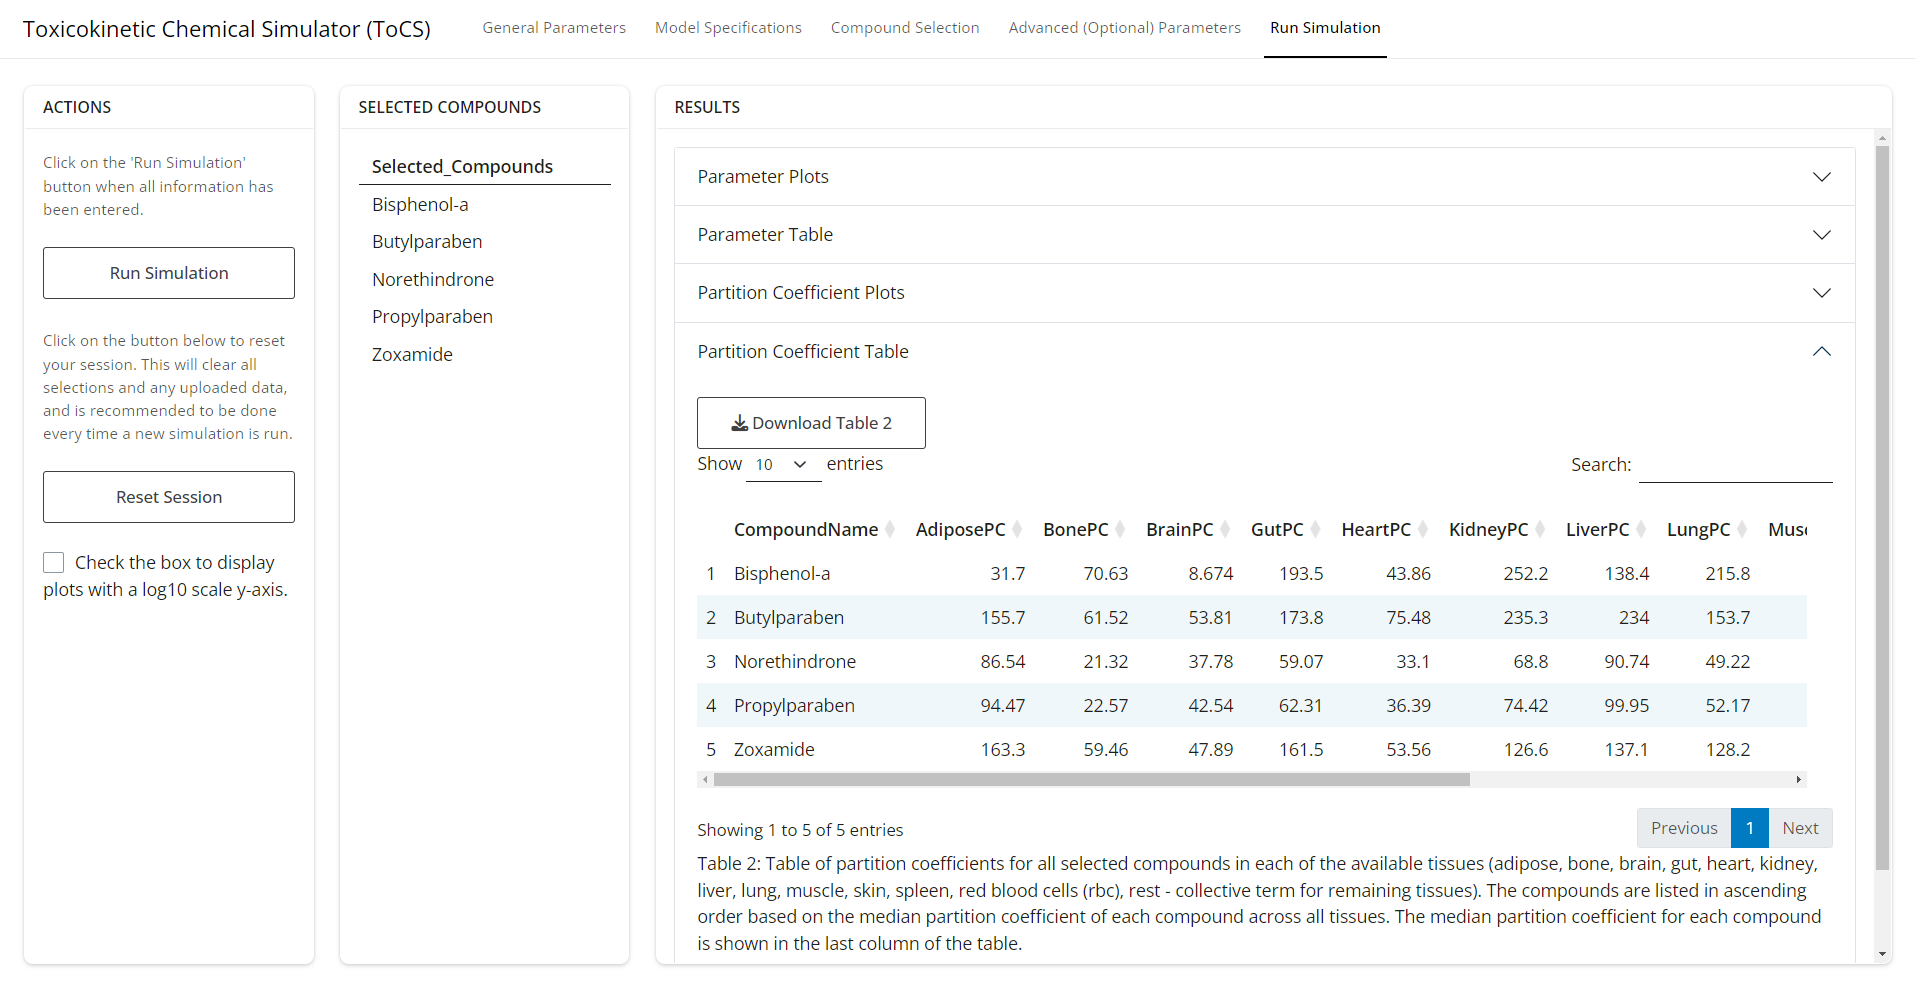 Toxicokinetic Chemical Simulator (ToCS)
General Parameters
Model Specifications
Compound Selection
Advanced (Optional) Parameters
Run Simulation
ACTIONS
Click on the 'Run Simulation'
button when all information has
been entered.
Run Simulation
Click on the button below to reset
your session. This will clear all
selections and any uploaded data,
and is recommended to be done
every time a new simulation is run.
Reset Session
Check the box to display
plots with a log10 scale y-axis.
SELECTED COMPOUNDS
Selected_Compounds
Bisphenol-a
Butylparaben
Norethindrone
Propylparaben
Zoxamide
RESULTS
Parameter Plots
Parameter Table
Partition Coefficient Plots
Partition Coefficient Table
Download Table 2
Show 10 entries
Search:
CompoundName AdiposePC BonePC BrainPC GutPC HeartPC KidneyPC LiverPC LungPC
1 Bisphenol-a 31.7 70.63 8.674 193.5 43.86 252.2 138.4 215.8
2 Butylparaben 155.7 61.52 53.81 173.8 75.48 235.3 234 153.7
3 Norethindrone 86.54 21.32 37.78 59.07 33.1 68.8 90.74 49.22
4 Propylparaben 94.47 22.57 42.54 62.31 36.39 74.42 99.95 52.17
5 Zoxamide 163.3 59.46 47.89 161.5 53.56 126.6 137.1 128.2
Showing 1 to 5 of 5 entries
Previous 1 Next
Table 2: Table of partition coefficients for all selected compounds in each of the available tissues (adipose, bone, brain, gut, heart, kidney,
liver, lung, muscle, skin, spleen, red blood cells (rbc), rest - collective term for remaining tissues). The compounds are listed in ascending
order based on the median partition coefficient of each compound across all tissues. The median partition coefficient for each compound
is shown in the last column of the table.